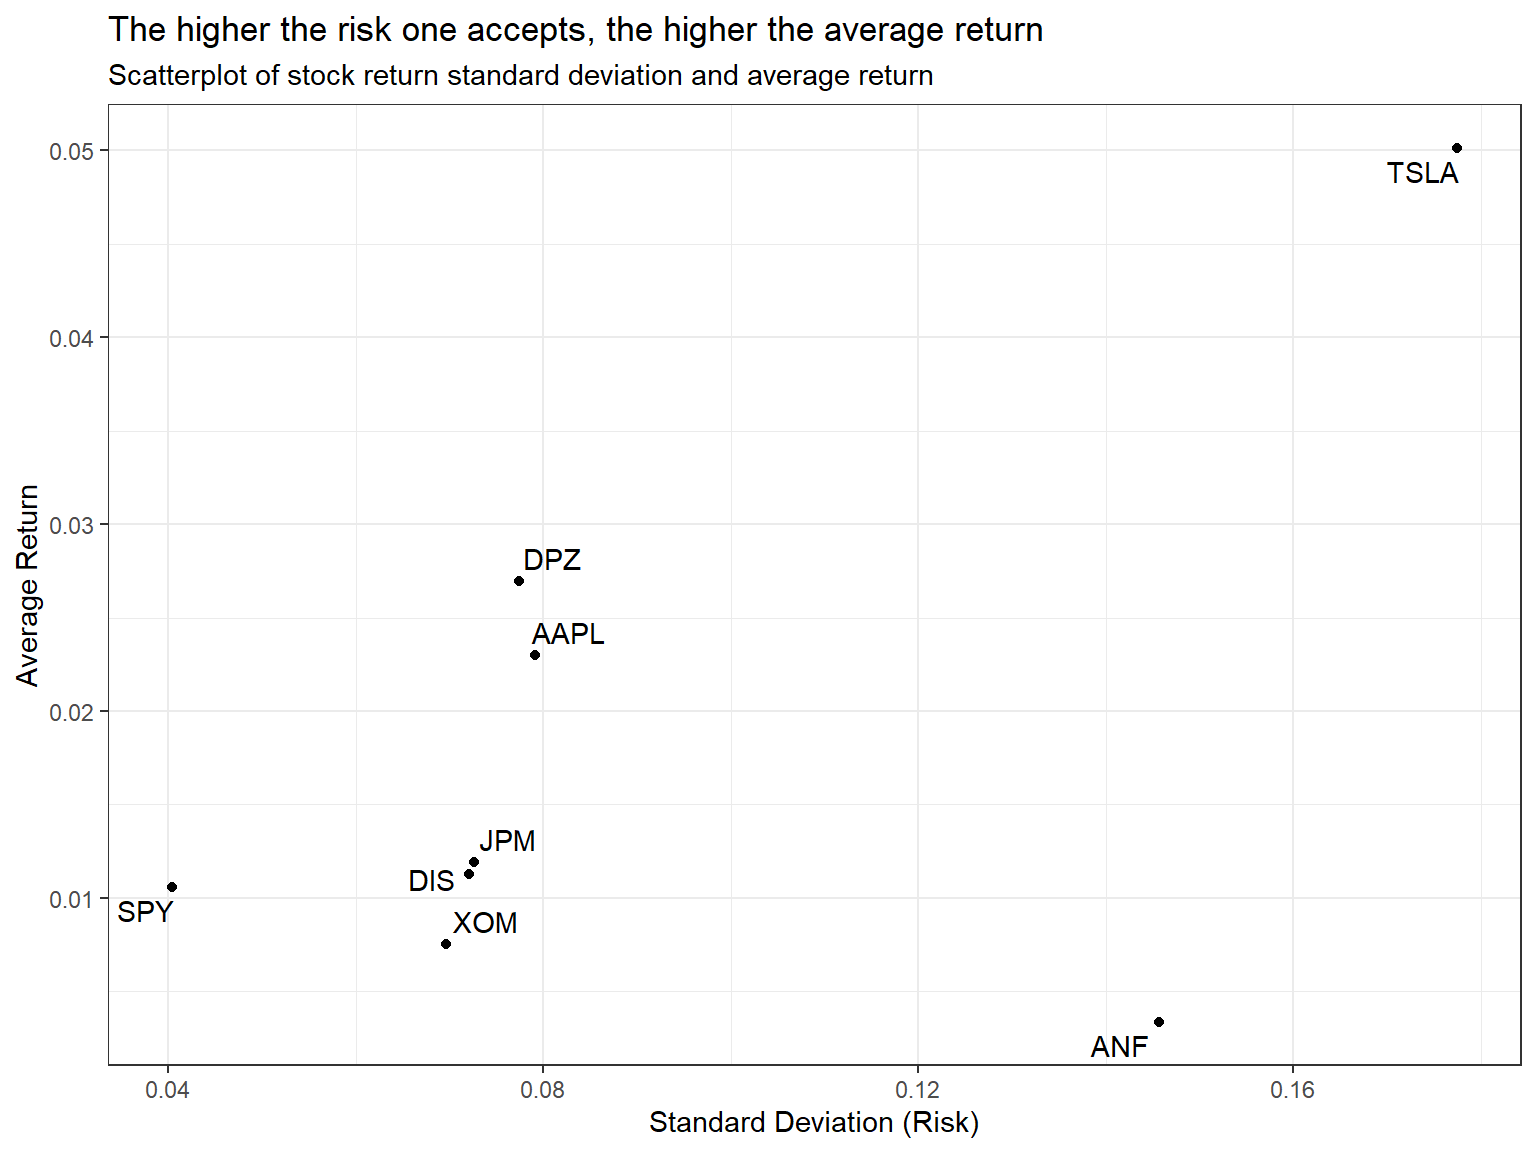 The higher the risk one accepts, the higher the average return
Scatterplot of stock return standard deviation and average return
0.05
0.04
0.03
0.02
0.01
Average Return
TSLA
DPZ
AAPL
JPM
DIS
SPY
XOM
ANF
0.04
0.08
0.12
0.16
Standard Deviation (Risk)